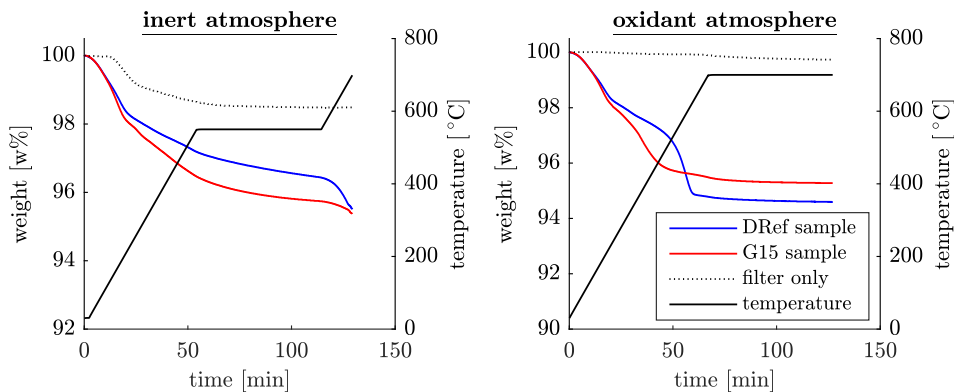 inert atmosphere
oxidant atmosphere
100
98
96
94
92
weight [w%]
800
600
400
200
0
temperature [ °C]
0
50
100
150
time [min]
100
98
96
94
92
90
weight [w%]
800
600
400
200
0
temperature [ °C]
0
50
100
150
time [min]
DRef sample
G15 sample
filter only
temperature